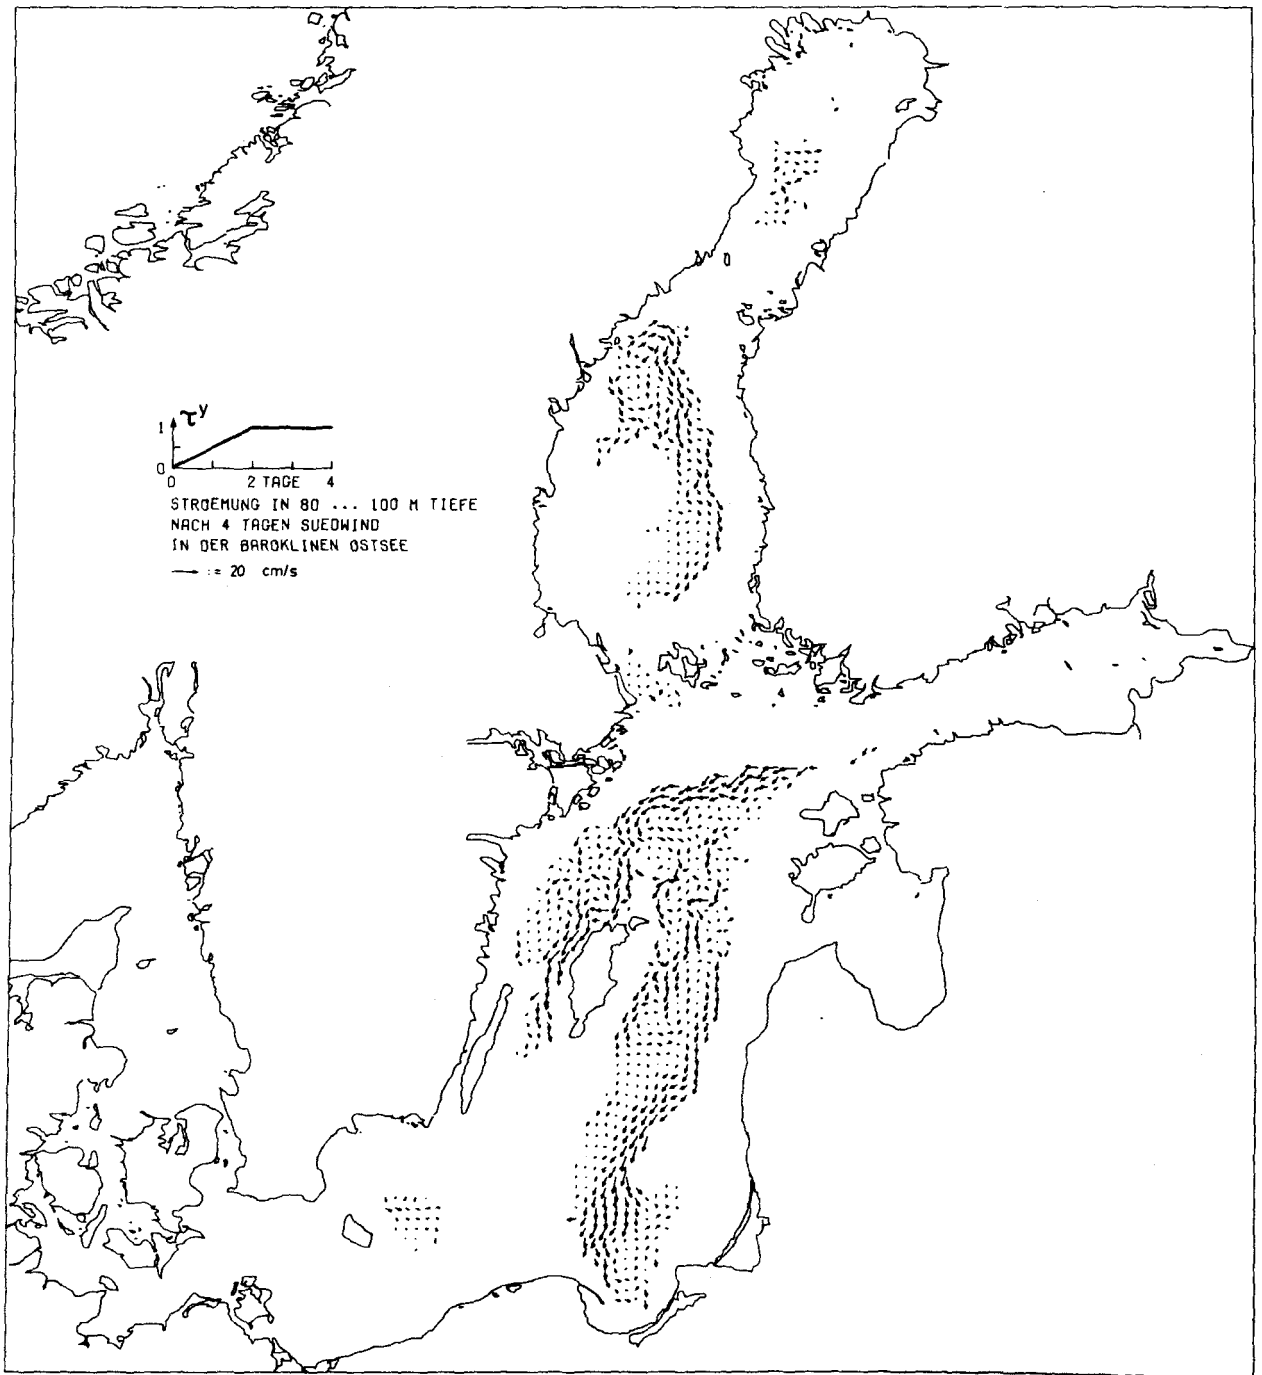 τʸ
1
0
0 2 TAGE 4
STROEMUNG IN 80 ... 100 M TIEFE
NACH 4 TAGEN SUEDWIND
IN DER BAROKLINEN OSTSEE
→ := 20 cm/s